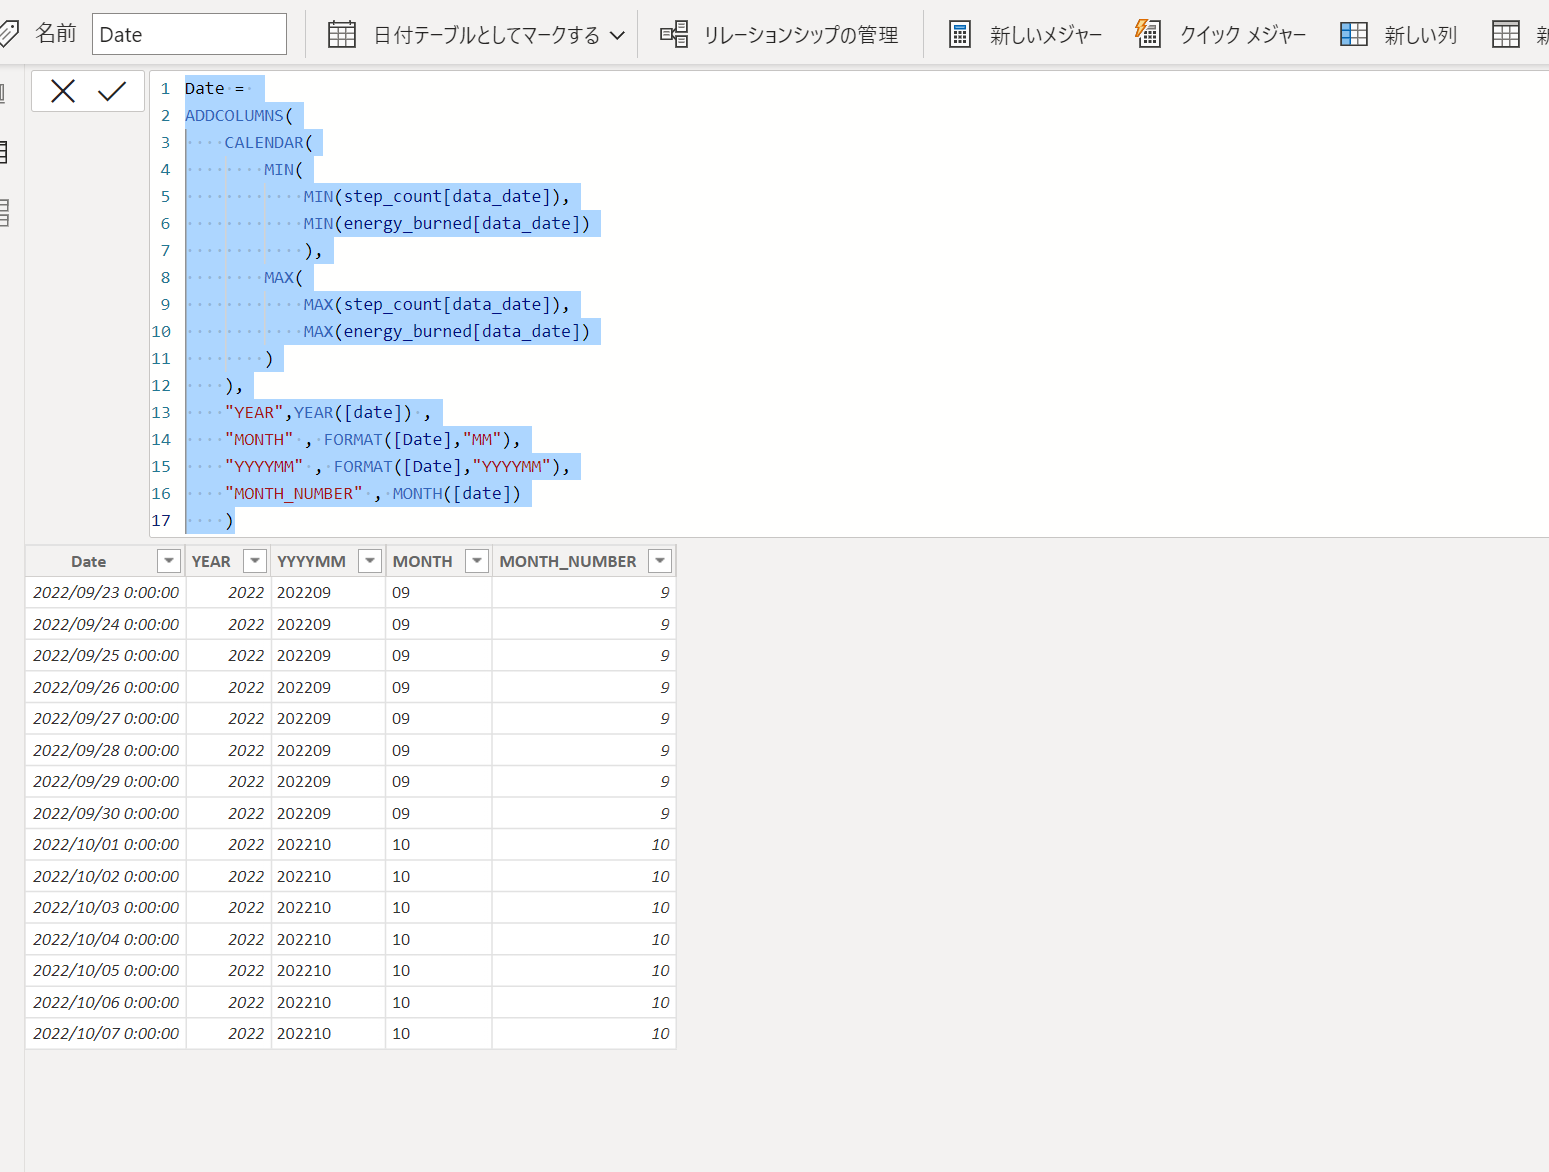 名前 Date 日付テーブルとしてマークする リレーションシップの管理 新しいメジャー クイック メジャー 新しい列
1 Date =
2 ADDCOLUMNS(
3 CALENDAR(
4 MIN(
5 MIN(step_count[data_date]),
6 MIN(energy_burned[data_date])
7 ),
8 MAX(
9 MAX(step_count[data_date]),
10 MAX(energy_burned[data_date])
11 )
12 ),
13 "YEAR",YEAR([date]) ,
14 "MONTH" , FORMAT([Date],"MM"),
15 "YYYYMM" , FORMAT([Date],"YYYYMM"),
16 "MONTH_NUMBER" , MONTH([date])
17 )
Date YEAR YYYYMM MONTH MONTH_NUMBER
2022/09/23 0:00:00 2022 202209 09 9
2022/09/24 0:00:00 2022 202209 09 9
2022/09/25 0:00:00 2022 202209 09 9
2022/09/26 0:00:00 2022 202209 09 9
2022/09/27 0:00:00 2022 202209 09 9
2022/09/28 0:00:00 2022 202209 09 9
2022/09/29 0:00:00 2022 202209 09 9
2022/09/30 0:00:00 2022 202209 09 9
2022/10/01 0:00:00 2022 202210 10 10
2022/10/02 0:00:00 2022 202210 10 10
2022/10/03 0:00:00 2022 202210 10 10
2022/10/04 0:00:00 2022 202210 10 10
2022/10/05 0:00:00 2022 202210 10 10
2022/10/06 0:00:00 2022 202210 10 10
2022/10/07 0:00:00 2022 202210 10 10